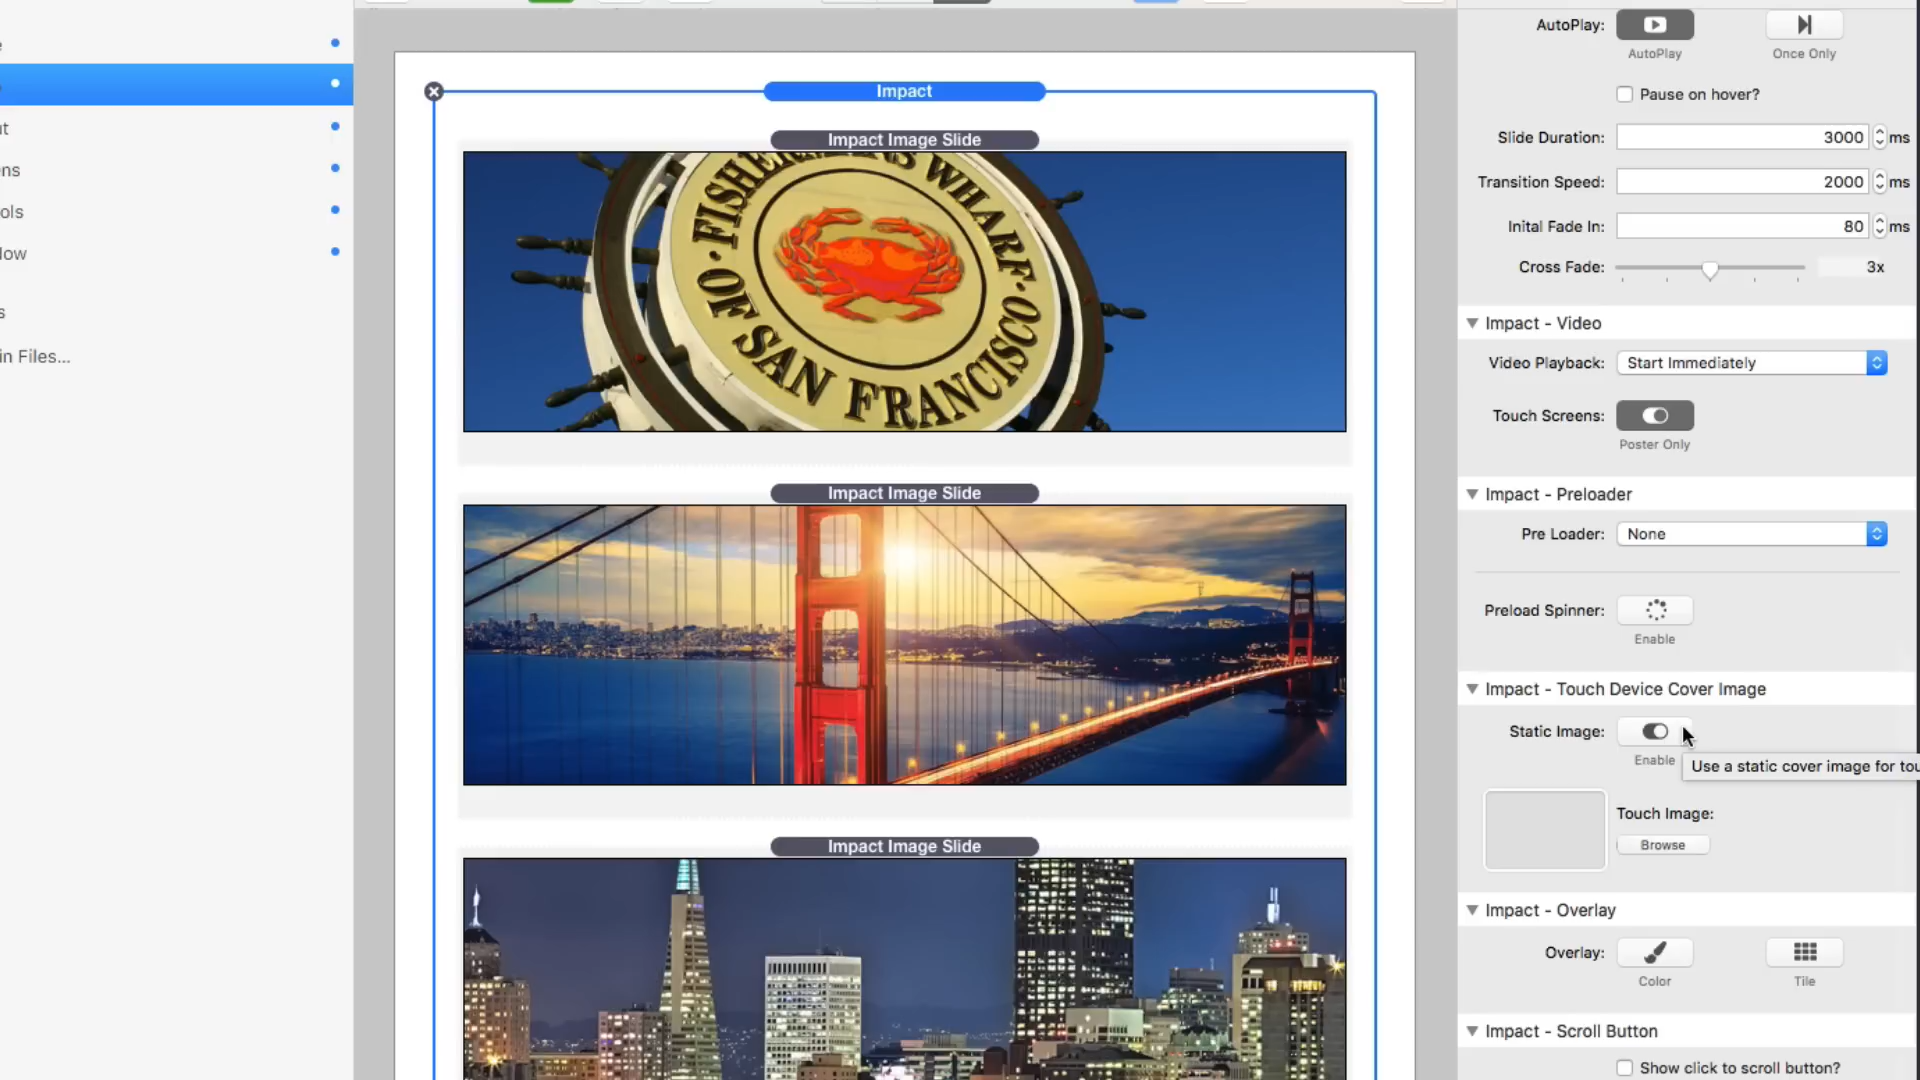 ut
ns
ols
low
s
in Files...
Impact
Impact Image Slide
FISHERMAN'S WHARF
OF SAN FRANCISCO
Impact Image Slide
Impact Image Slide
AutoPlay:
AutoPlay
Once Only
Pause on hover?
Slide Duration: 3000 ms
Transition Speed: 2000 ms
Inital Fade In: 80 ms
Cross Fade: 3x
Impact - Video
Video Playback: Start Immediately
Touch Screens:
Poster Only
Impact - Preloader
Pre Loader: None
Preload Spinner:
Enable
Impact - Touch Device Cover Image
Static Image:
Enable
Use a static cover image for tou
Touch Image:
Browse
Impact - Overlay
Overlay:
Color
Tile
Impact - Scroll Button
Show click to scroll button?